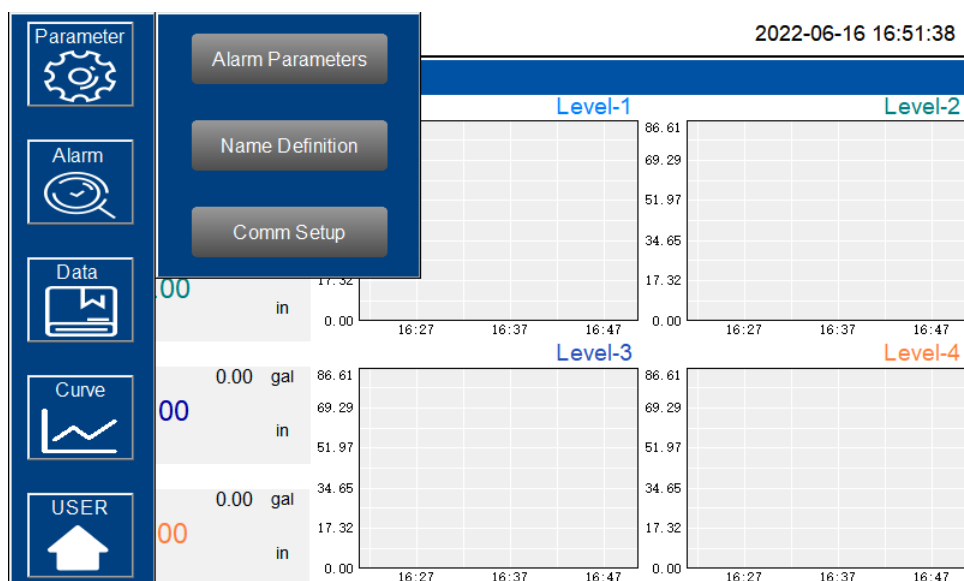 Parameter
Alarm
Data
Curve
USER
Alarm Parameters
Name Definition
Comm Setup
2022-06-16 16:51:38
.00
in
0.00 gal
00
in
0.00 gal
00
in
Level-1
17.32
0.00
16:27 16:37 16:47
Level-2
86.61
69.29
51.97
34.65
17.32
0.00
16:27 16:37 16:47
Level-3
86.61
69.29
51.97
34.65
17.32
0.00
16:27 16:37 16:47
Level-4
86.61
69.29
51.97
34.65
17.32
0.00
16:27 16:37 16:47